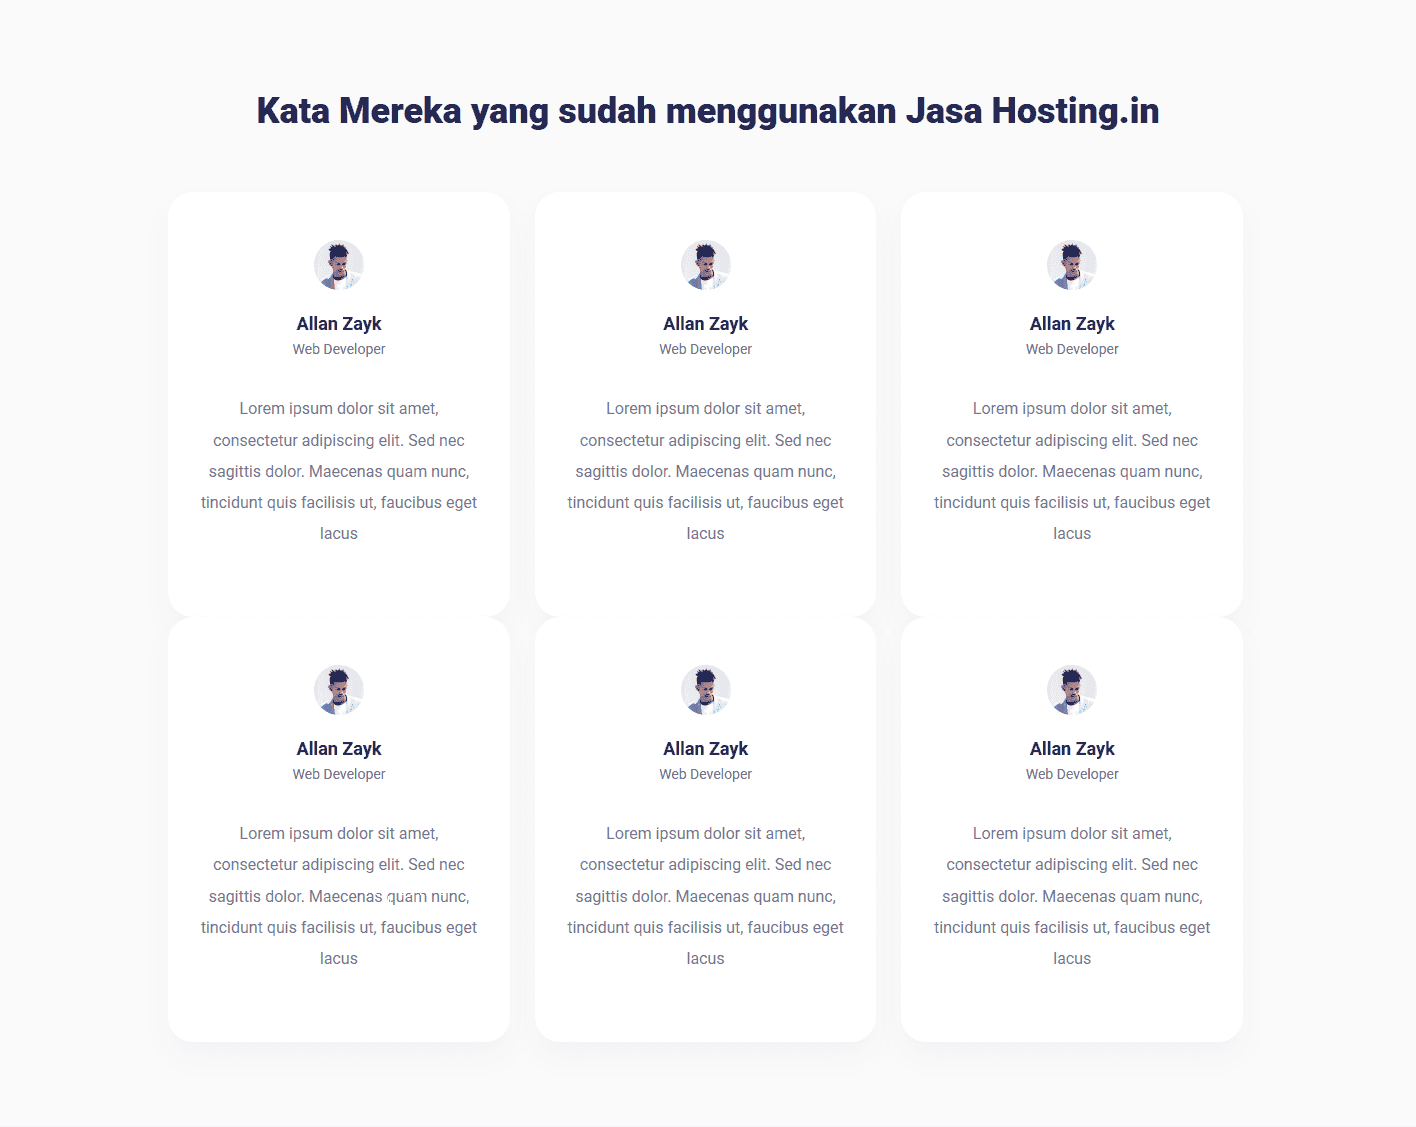 Kata Mereka yang sudah menggunakan Jasa Hosting.in
Allan Zayk
Web Developer
Lorem ipsum dolor sit amet,
consectetur adipiscing elit. Sed nec
sagittis dolor. Maecenas quam nunc,
tincidunt quis facilisis ut, faucibus eget
lacus
Allan Zayk
Web Developer
Lorem ipsum dolor sit amet,
consectetur adipiscing elit. Sed nec
sagittis dolor. Maecenas quam nunc,
tincidunt quis facilisis ut, faucibus eget
lacus
Allan Zayk
Web Developer
Lorem ipsum dolor sit amet,
consectetur adipiscing elit. Sed nec
sagittis dolor. Maecenas quam nunc,
tincidunt quis facilisis ut, faucibus eget
lacus
Allan Zayk
Web Developer
Lorem ipsum dolor sit amet,
consectetur adipiscing elit. Sed nec
sagittis dolor. Maecenas quam nunc,
tincidunt quis facilisis ut, faucibus eget
lacus
Allan Zayk
Web Developer
Lorem ipsum dolor sit amet,
consectetur adipiscing elit. Sed nec
sagittis dolor. Maecenas quam nunc,
tincidunt quis facilisis ut, faucibus eget
lacus
Allan Zayk
Web Developer
Lorem ipsum dolor sit amet,
consectetur adipiscing elit. Sed nec
sagittis dolor. Maecenas quam nunc,
tincidunt quis facilisis ut, faucibus eget
lacus